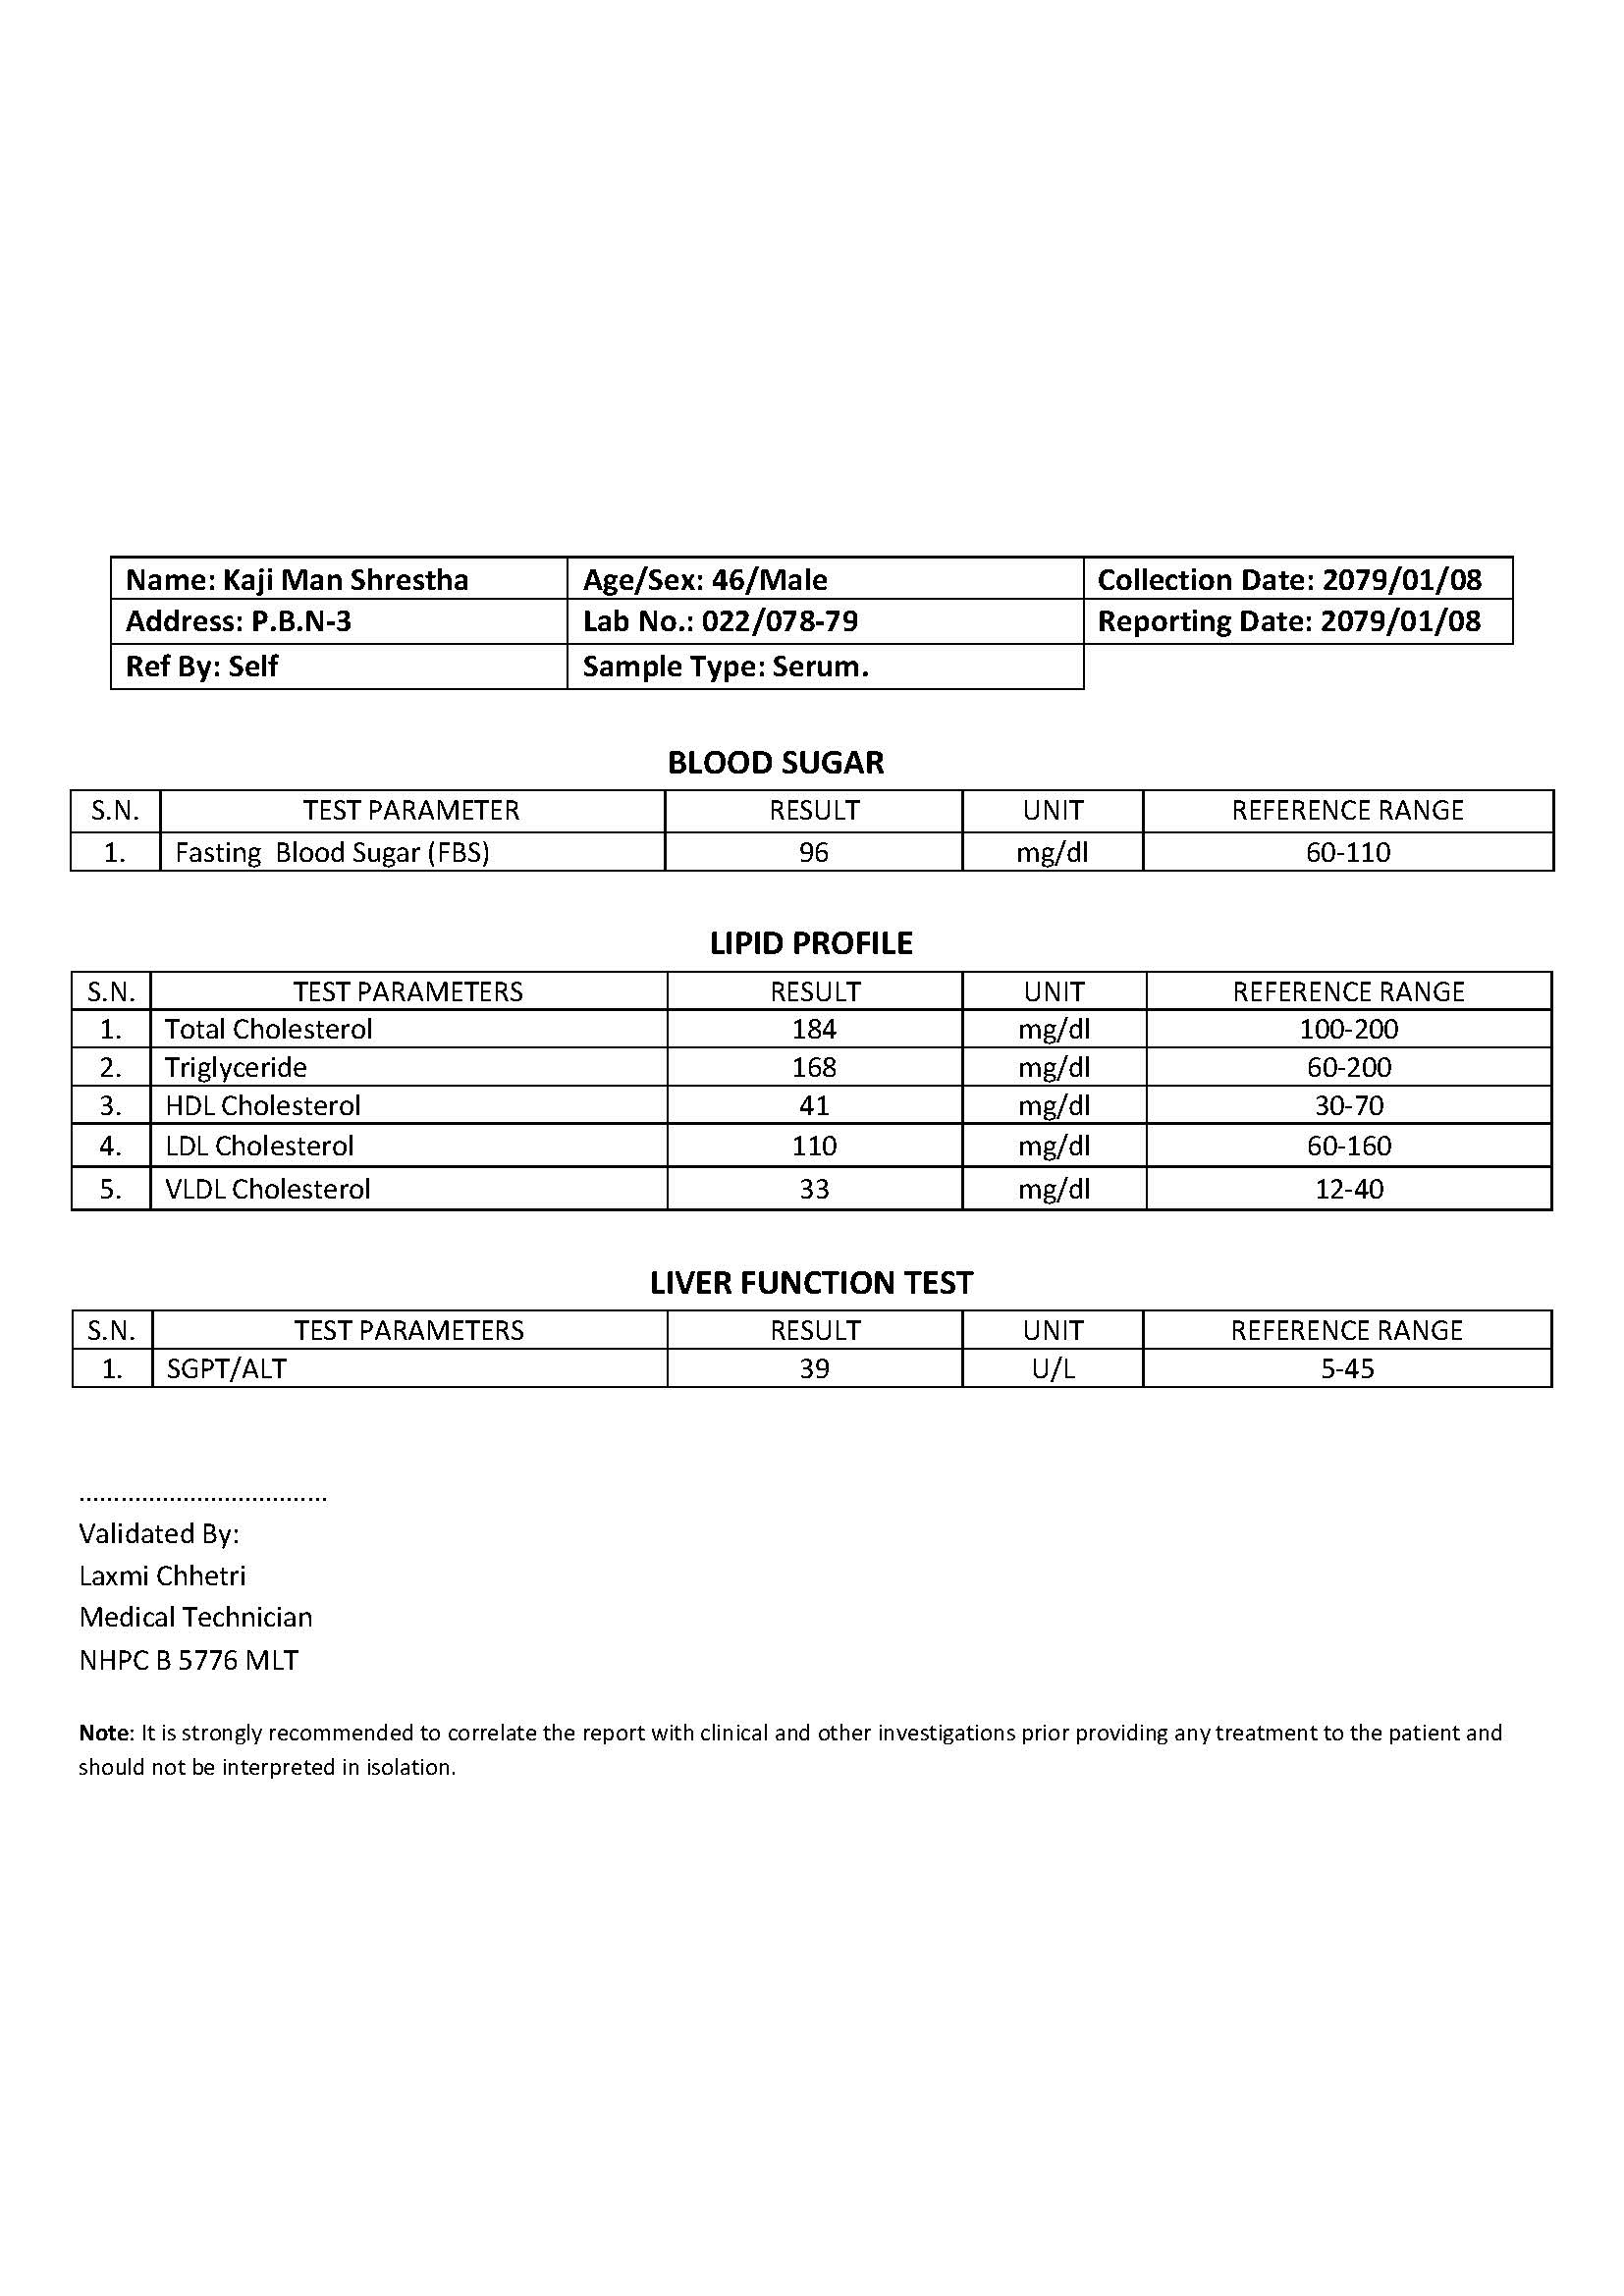 Name: Kaji Man Shrestha Age/Sex: 46/Male Collection Date: 2079/01/08
Address: P.B.N-3 Lab No.: 022/078-79 Reporting Date: 2079/01/08
Ref By: Self Sample Type: Serum.
BLOOD SUGAR
S.N. TEST PARAMETER RESULT UNIT REFERENCE RANGE
1. Fasting Blood Sugar (FBS) 96 mg/dl 60-110
LIPID PROFILE
S.N. TEST PARAMETERS RESULT UNIT REFERENCE RANGE
1. Total Cholesterol 184 mg/dl 100-200
2. Triglyceride 168 mg/dl 60-200
3. HDL Cholesterol 41 mg/dl 30-70
4. LDL Cholesterol 110 mg/dl 60-160
5. VLDL Cholesterol 33 mg/dl 12-40
LIVER FUNCTION TEST
S.N. TEST PARAMETERS RESULT UNIT REFERENCE RANGE
1. SGPT/ALT 39 U/L 5-45
....................................
Validated By:
Laxmi Chhetri
Medical Technician
NHPC B 5776 MLT
Note: It is strongly recommended to correlate the report with clinical and other investigations prior providing any treatment to the patient and
should not be interpreted in isolation.